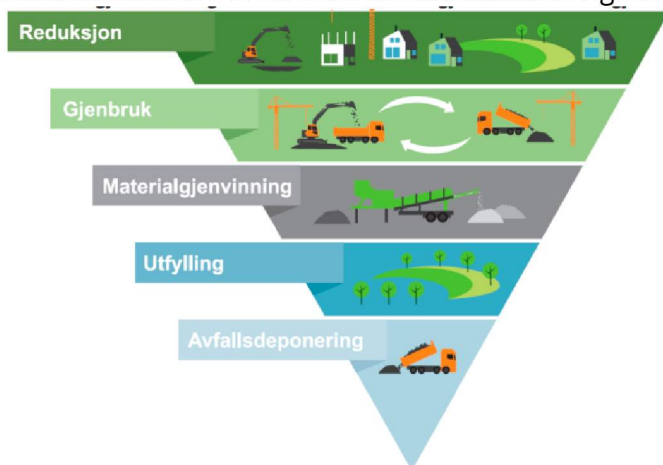 Reduksjon
Gjenbruk
Materialgjenvinning
Utfylling
Avfallsdeponering